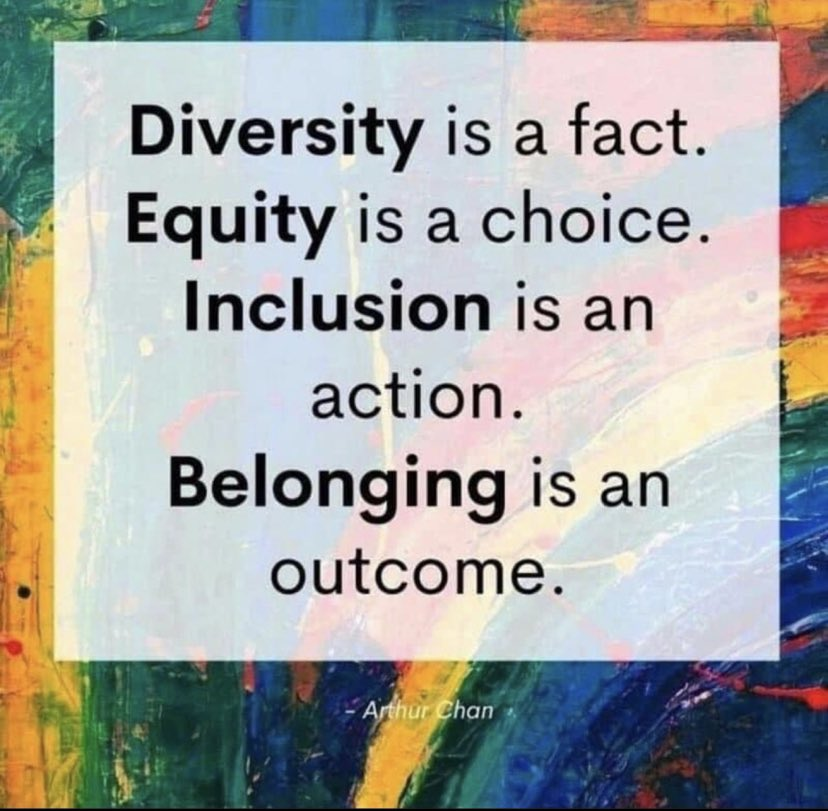 Diversity is a fact.
Equity is a choice.
Inclusion is an
action.
Belonging is an
outcome.
- Arthur Chan